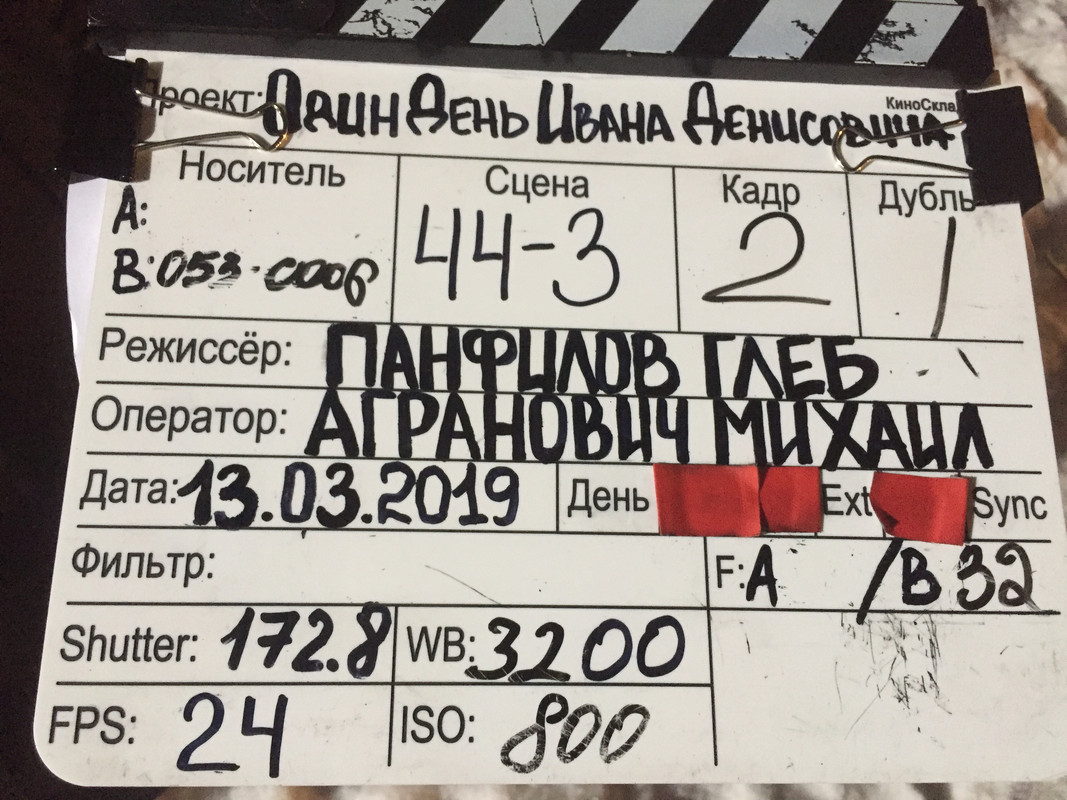 Проект: Один День Ивана Денисовича
КиноСкла
Носитель Сцена Кадр Дубль
A:
B: 053-C006 44-3 2 1
Режиссёр: ПАНФИЛОВ ГЛЕБ
Оператор: АГРАНОВИЧ МИХАИЛ
Дата: 13.03.2019 День Ext Sync
Фильтр: F: A / B 32
Shutter: 172.8 WB: 3200
FPS: 24 ISO: 800